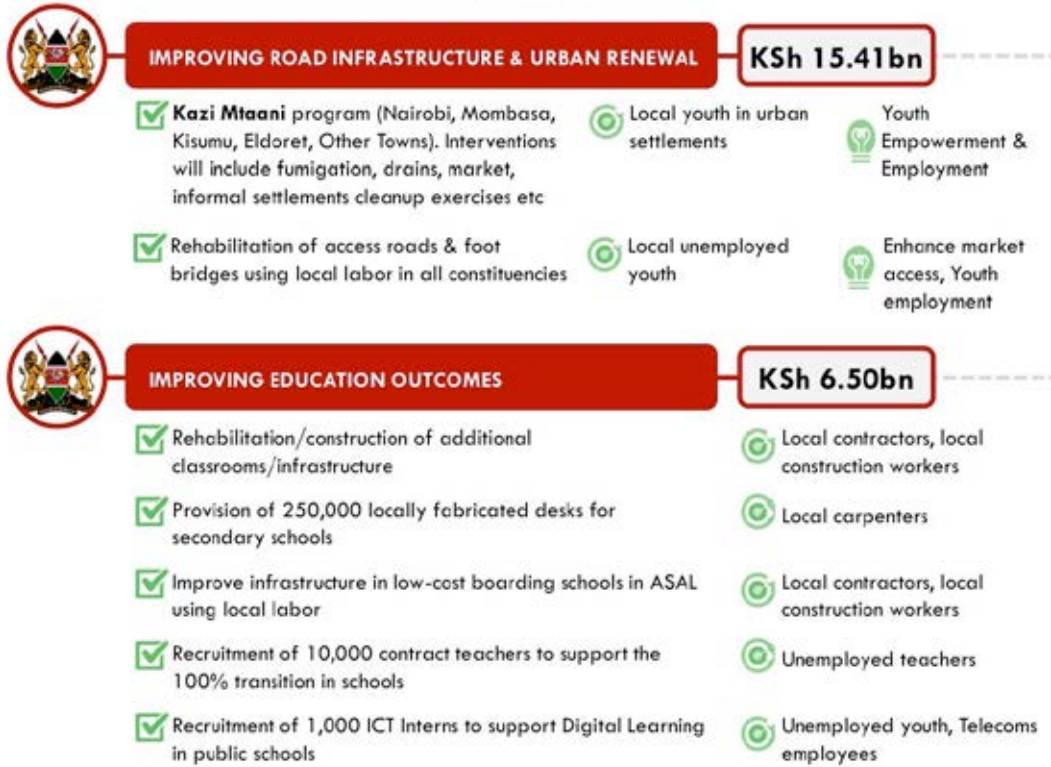 IMPROVING ROAD INFRASTRUCTURE & URBAN RENEWAL
KSh 15.41bn
Kazi Mtaani program (Nairobi, Mombasa,
Kisumu, Eldoret, Other Towns). Interventions
will include fumigation, drains, market,
informal settlements cleanup exercises etc
Local youth in urban
settlements
Youth
Empowerment &
Employment
Rehabilitation of access roads & foot
bridges using local labor in all constituencies
Local unemployed
youth
Enhance market
access, Youth
employment
IMPROVING EDUCATION OUTCOMES
KSh 6.50bn
Rehabilitation/construction of additional
classrooms/infrastructure
Local contractors, local
construction workers
Provision of 250,000 locally fabricated desks for
secondary schools
Local carpenters
Improve infrastructure in low-cost boarding schools in ASAL
using local labor
Local contractors, local
construction workers
Recruitment of 10,000 contract teachers to support the
100% transition in schools
Unemployed teachers
Recruitment of 1,000 ICT Interns to support Digital Learning
in public schools
Unemployed youth, Telecoms
employees